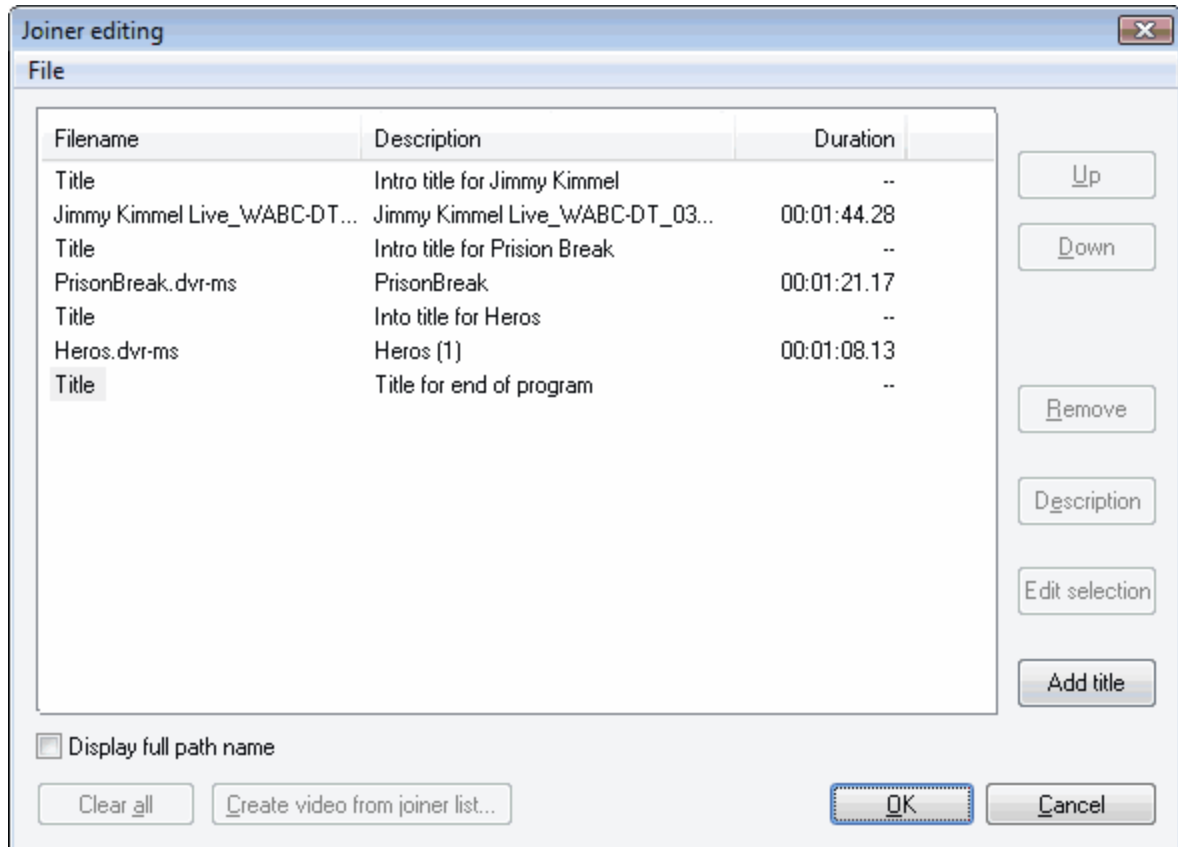 Joiner editing
File
Filename Description Duration
Title Intro title for Jimmy Kimmel --
Jimmy Kimmel Live_WABC-DT... Jimmy Kimmel Live_WABC-DT_03... 00:01:44.28
Title Intro title for Prision Break --
PrisonBreak.dvr-ms PrisonBreak 00:01:21.17
Title Into title for Heros --
Heros.dvr-ms Heros (1) 00:01:08.13
Title Title for end of program --
Up
Down
Remove
Description
Edit selection
Add title
Display full path name
Clear all Create video from joiner list... OK Cancel